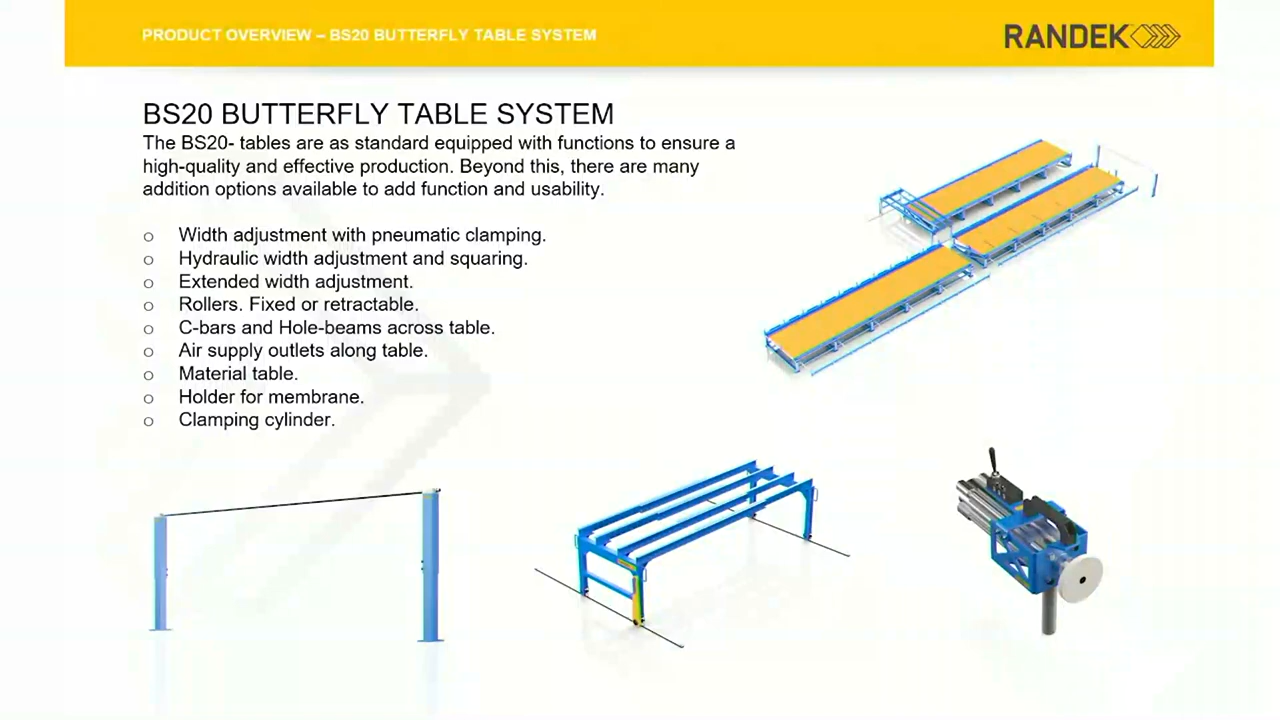 PRODUCT OVERVIEW – BS20 BUTTERFLY TABLE SYSTEM
RANDEK
BS20 BUTTERFLY TABLE SYSTEM
The BS20- tables are as standard equipped with functions to ensure a
high-quality and effective production. Beyond this, there are many
addition options available to add function and usability.
o Width adjustment with pneumatic clamping.
o Hydraulic width adjustment and squaring.
o Extended width adjustment.
o Rollers. Fixed or retractable.
o C-bars and Hole-beams across table.
o Air supply outlets along table.
o Material table.
o Holder for membrane.
o Clamping cylinder.